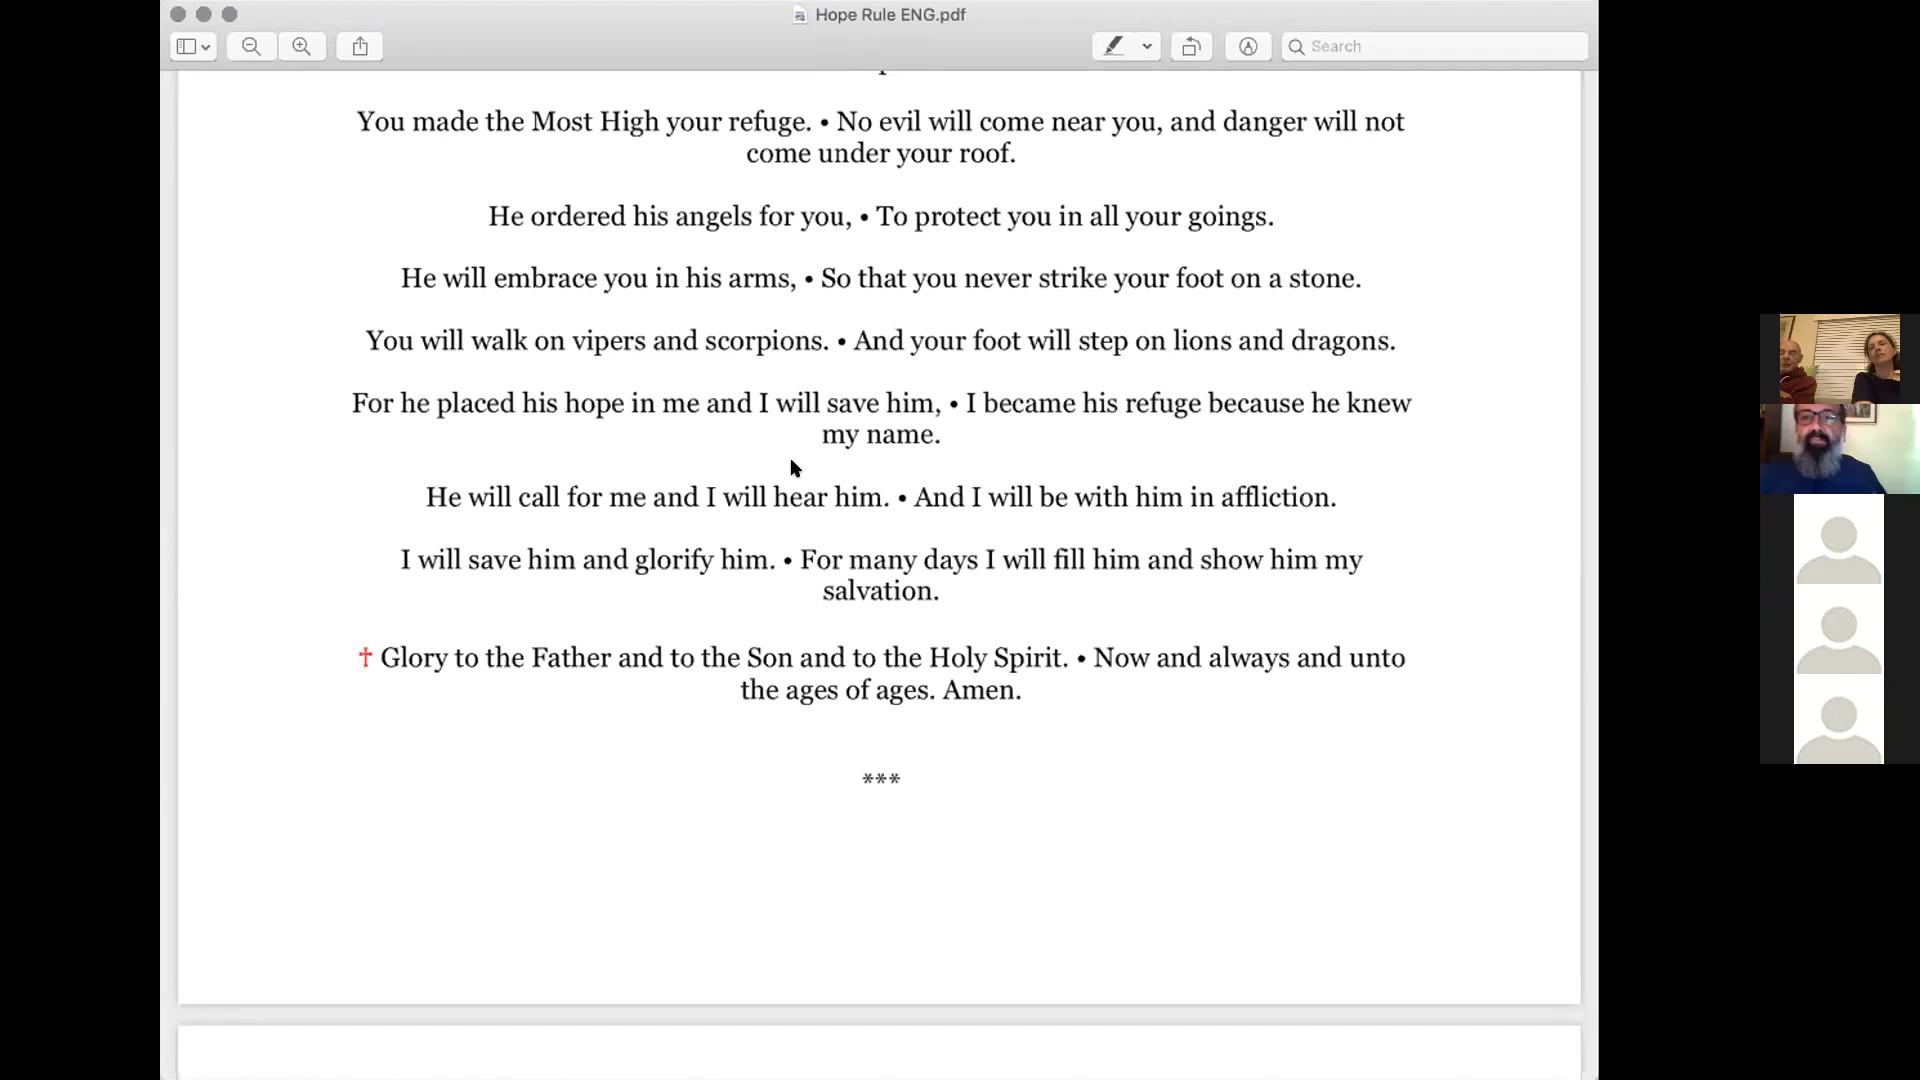 Hope Rule ENG.pdf
Search
You made the Most High your refuge. • No evil will come near you, and danger will not
come under your roof.
He ordered his angels for you, • To protect you in all your goings.
He will embrace you in his arms, • So that you never strike your foot on a stone.
You will walk on vipers and scorpions. • And your foot will step on lions and dragons.
For he placed his hope in me and I will save him, • I became his refuge because he knew
my name.
He will call for me and I will hear him. • And I will be with him in affliction.
I will save him and glorify him. • For many days I will fill him and show him my
salvation.
† Glory to the Father and to the Son and to the Holy Spirit. • Now and always and unto
the ages of ages. Amen.
***